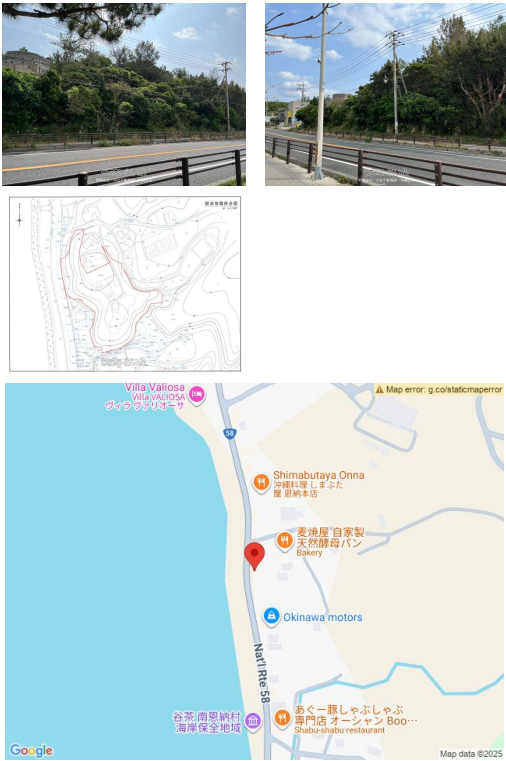 Villa Valiosa
Villa VALIOSA
ヴィラ ヴァリオーサ
Map error: g.co/staticmaperror
58
Shimabutaya Onna
沖縄料理 しまぶた
屋 恩納本店
麦焼屋 自家製
天然酵母パン
Bakery
Okinawa motors
Nat'l Rte 58
谷茶 南恩納村
海岸保全地域
あぐー豚しゃぶしゃぶ
専門店 オーシャン Boo…
Shabu-shabu restaurant
Google
Map data ©2025